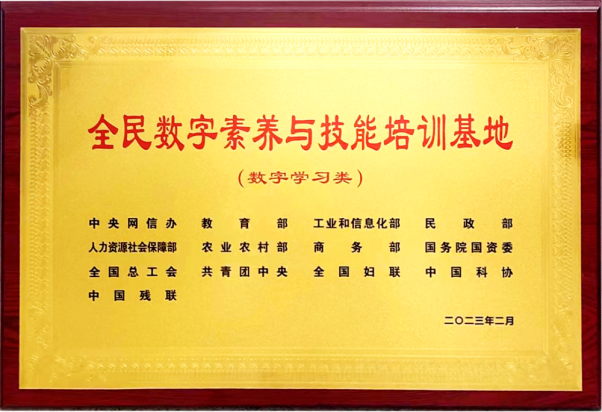 全民数字素养与技能培训基地
(数字学习类)
中央网信办 教育部 工业和信息化部 民政部
人力资源社会保障部 农业农村部 商务部 国务院国资委
全国总工会 共青团中央 全国妇联 中国科协
中国残联
二〇二三年二月